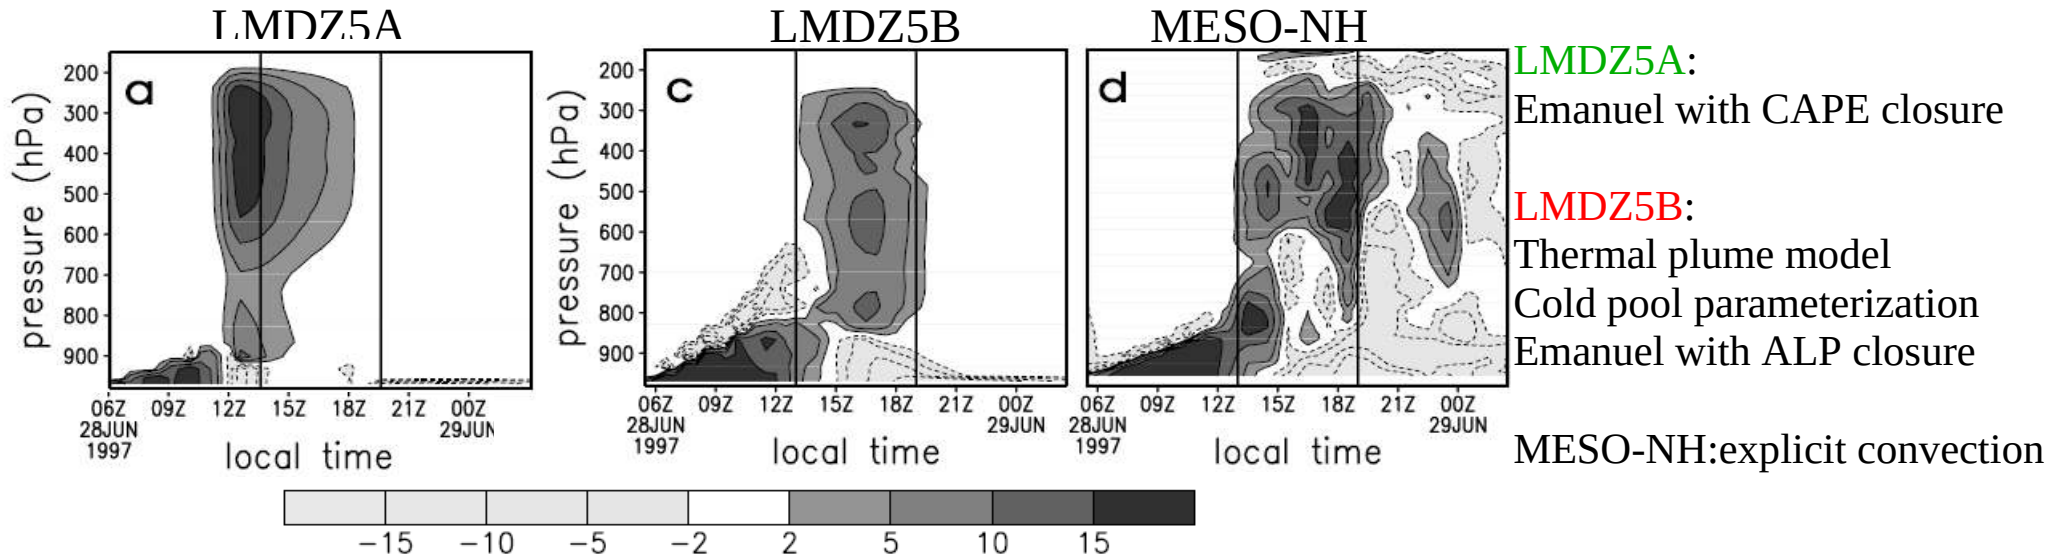 LMDZ5A
LMDZ5B
MESO-NH
a
200
300
400
500
600
700
800
900
pressure (hPa)
06Z 09Z 12Z 15Z 18Z 21Z 00Z
28JUN 29JUN
1997
local time
c
200
300
400
500
600
700
800
900
pressure (hPa)
06Z 09Z 12Z 15Z 18Z 21Z 00Z
28JUN 29JUN
1997
local time
d
06Z 09Z 12Z 15Z 18Z 21Z 00Z
28JUN 29JUN
1997
local time
LMDZ5A:
Emanuel with CAPE closure
LMDZ5B:
Thermal plume model
Cold pool parameterization
Emanuel with ALP closure
MESO-NH:explicit convection
−15 −10 −5 −2 2 5 10 15